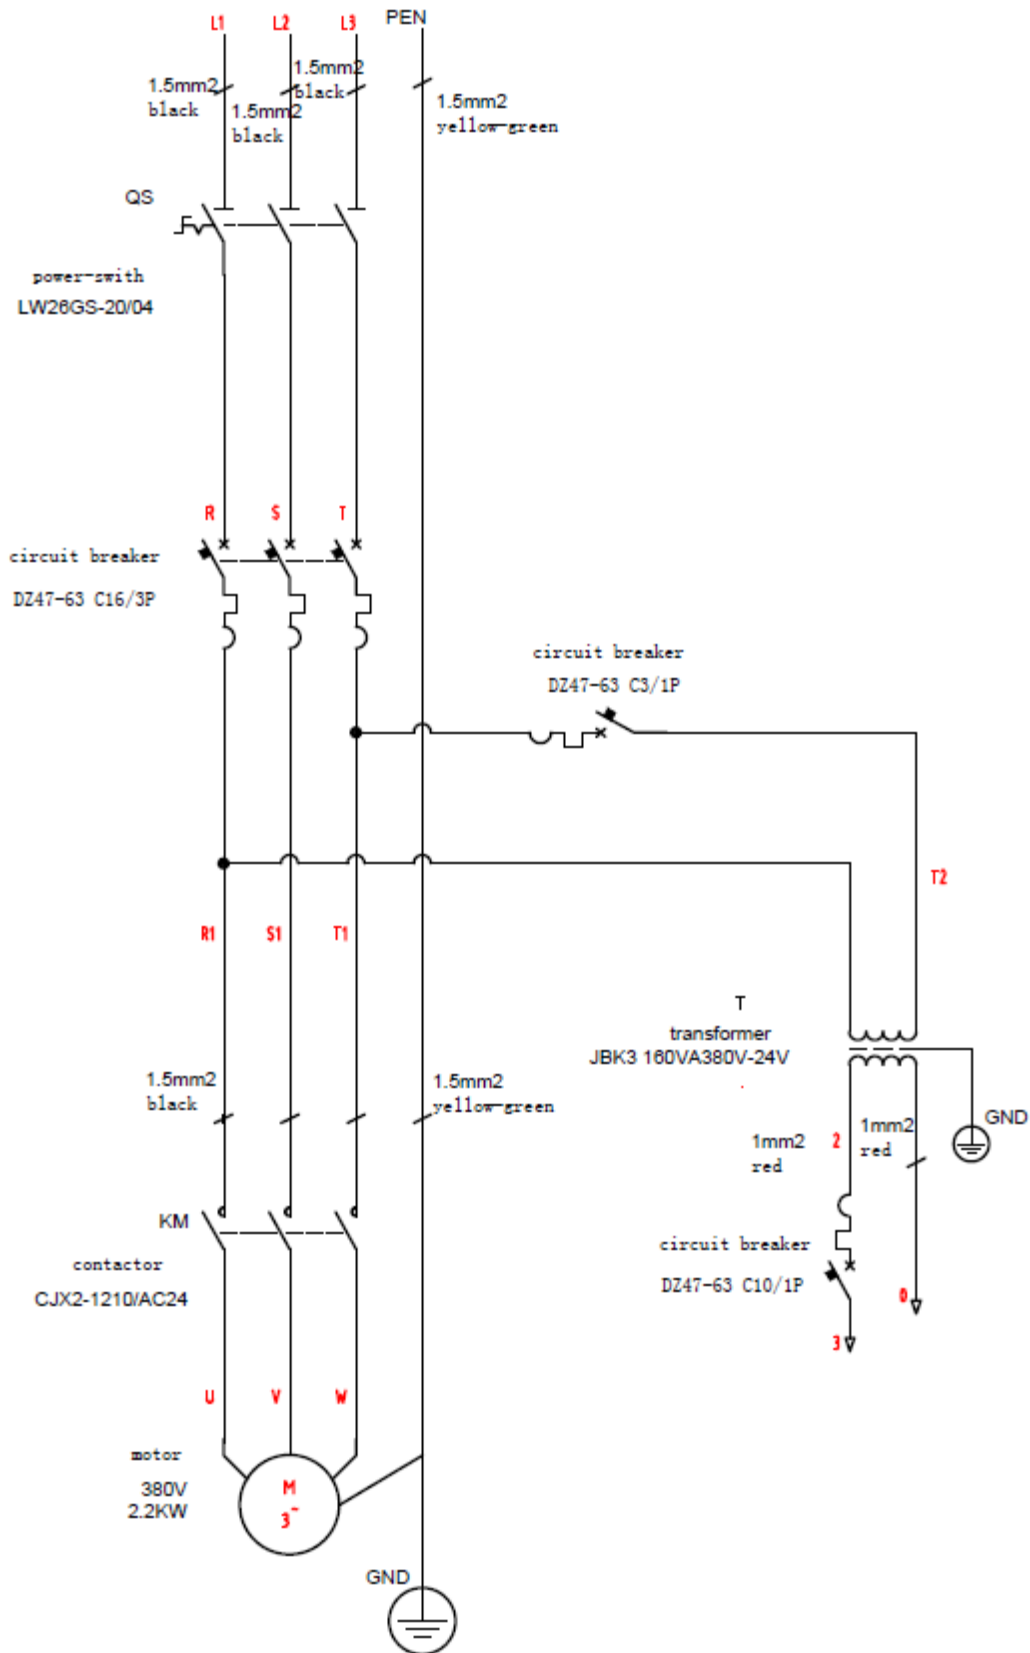 L1
L2
L3
PEN
1.5mm2
black
1.5mm2
black
1.5mm2
black
1.5mm2
yellow-green
QS
power-swith
LW26GS-20/04
R
S
T
circuit breaker
DZ47-63 C16/3P
circuit breaker
DZ47-63 C3/1P
T2
R1
S1
T1
T
transformer
JBK3 160VA380V-24V
1.5mm2
black
1.5mm2
yellow-green
GND
1mm2
red
2
1mm2
red
KM
contactor
CJX2-1210/AC24
circuit breaker
DZ47-63 C10/1P
0
3
U
V
W
motor
380V
2.2KW
M
3~
GND